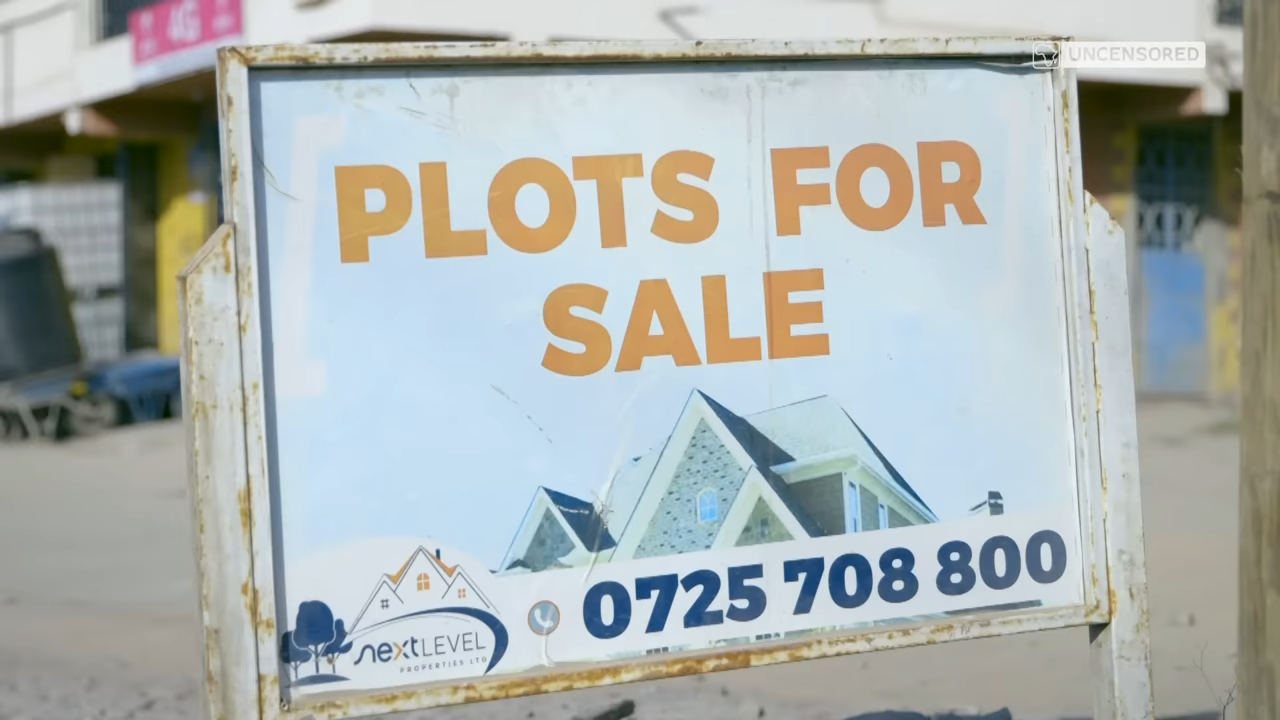 4G
UNCENSORED
PLOTS FOR
SALE
0725 708 800
nextLEVEL
PROPERTIES LTD